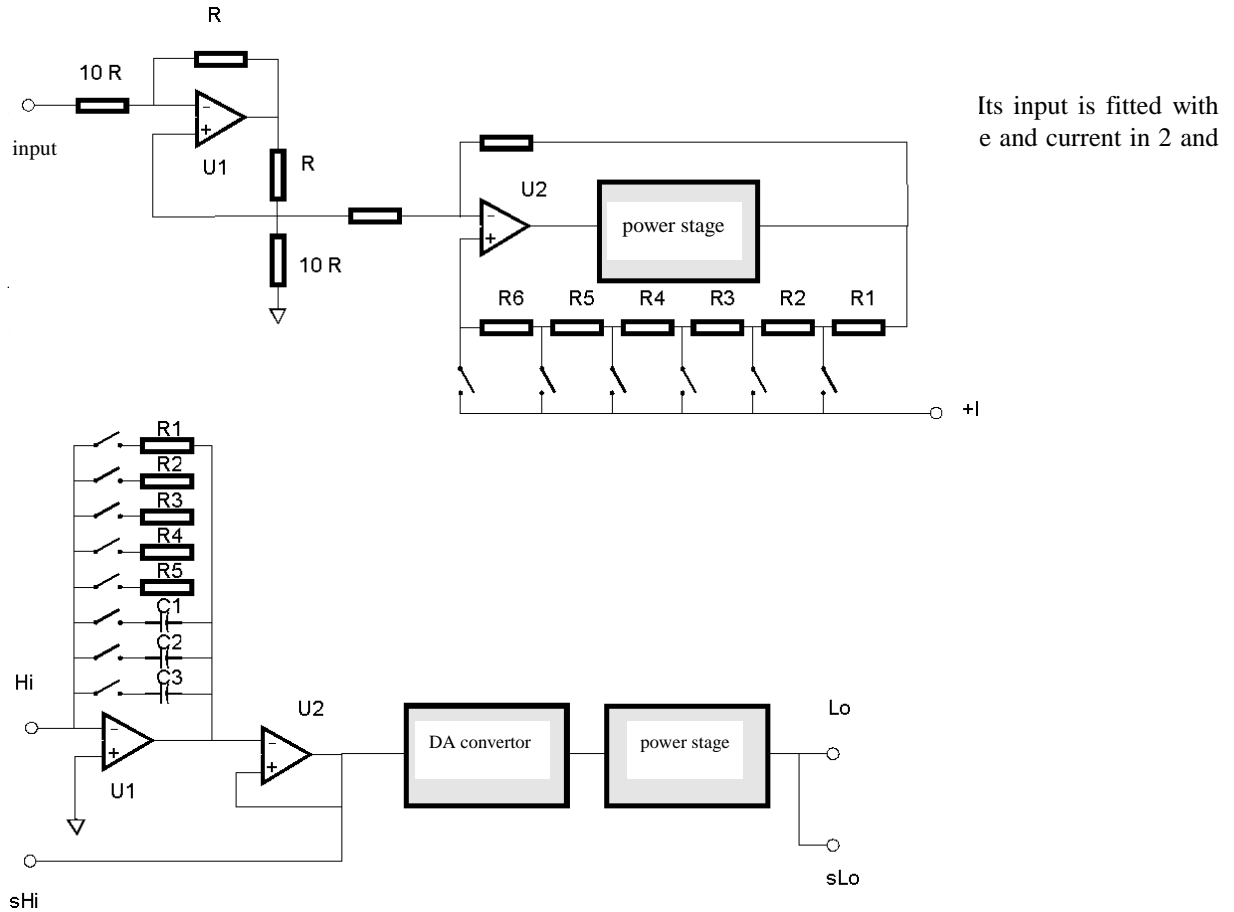 R
10 R
input
U1
R
10 R
Its input is fitted with
e and current in 2 and
U2
power stage
R6 R5 R4 R3 R2 R1
+I
R1
R2
R3
R4
R5
C1
C2
C3
Hi
U1
U2
DA convertor
power stage
Lo
sHi
sLo